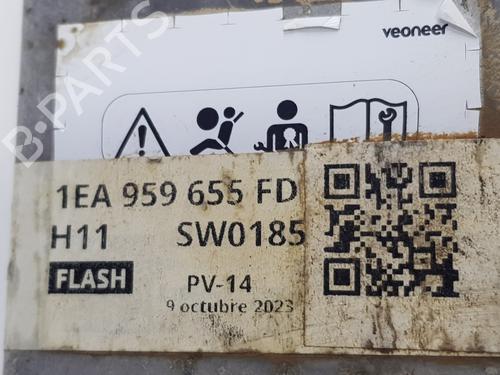 veoneer
B-PARTS
1EA 959 655 FD
H11 SW0185
FLASH
PV-14
9 octubre 2023